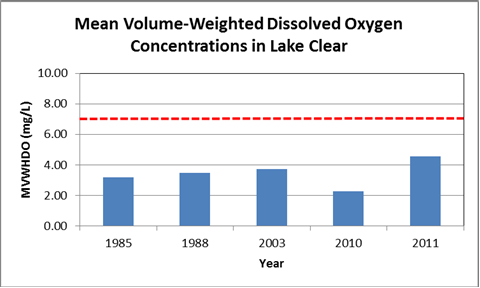 Mean Volume-Weighted Dissolved Oxygen
Concentrations in Lake Clear
10.00
8.00
6.00
4.00
2.00
0.00
MVWHDO (mg/L)
1985 1988 2003 2010 2011
Year